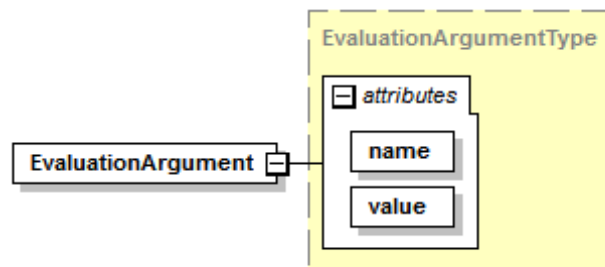 EvaluationArgumentType
attributes
EvaluationArgument
name
value